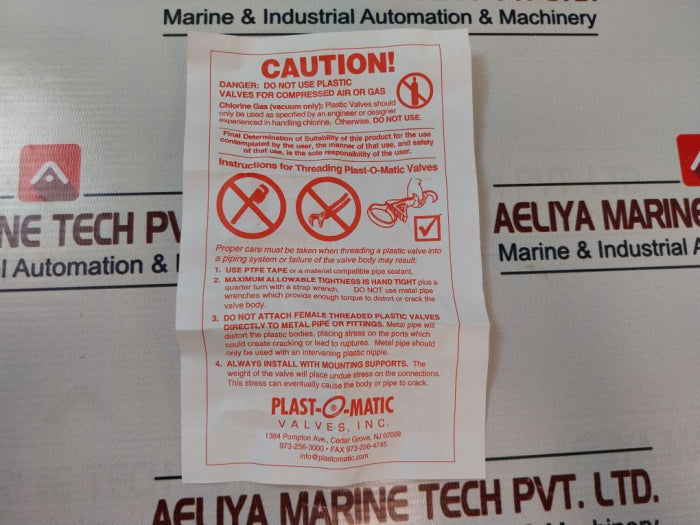 PVT. LTD.
Marine & Industrial Automation & Machinery
CAUTION!
DANGER: DO NOT USE PLASTIC
VALVES FOR COMPRESSED AIR OR GAS
Chlorine Gas (vacuum only): Plastic Valves should
only be used as specified by an engineer or designer
experienced in handling chlorine. Otherwise, DO NOT USE.
Final Determination of Suitability of this product for the use
contemplated by the user, the manner of that use, and safety
of that use, is the sole responsibility of the user.
Instructions for Threading Plast-O-Matic Valves
Proper care must be taken when threading a plastic valve into
a piping system or failure of the valve body may result:
1. USE PTFE TAPE or a material compatible pipe sealant.
2. MAXIMUM ALLOWABLE TIGHTNESS IS HAND TIGHT plus a
quarter turn with a strap wrench. DO NOT use metal pipe
wrenches which provide enough torque to distort or crack the
valve body.
3. DO NOT ATTACH FEMALE THREADED PLASTIC VALVES
DIRECTLY TO METAL PIPE OR FITTINGS. Metal pipe will
distort the plastic bodies, placing stress on the ports which
could create cracking or lead to ruptures. Metal pipe should
only be used with an intervening plastic nipple.
4. ALWAYS INSTALL WITH MOUNTING SUPPORTS. The
weight of the valve will place undue stress on the connections.
This stress can eventually cause the body or pipe to crack.
PLAST-O-MATIC
®
VALVES, INC.
1384 Pompton Ave., Cedar Grove, NJ 07009
973-256-3000 • FAX 973-256-4745
info@plastomatic.com
NE TECH PV
l Automation &
AELIYA MARINE
Marine & Industrial A
AELIYA MARINE TECH PVT. LTD.
& Machinery